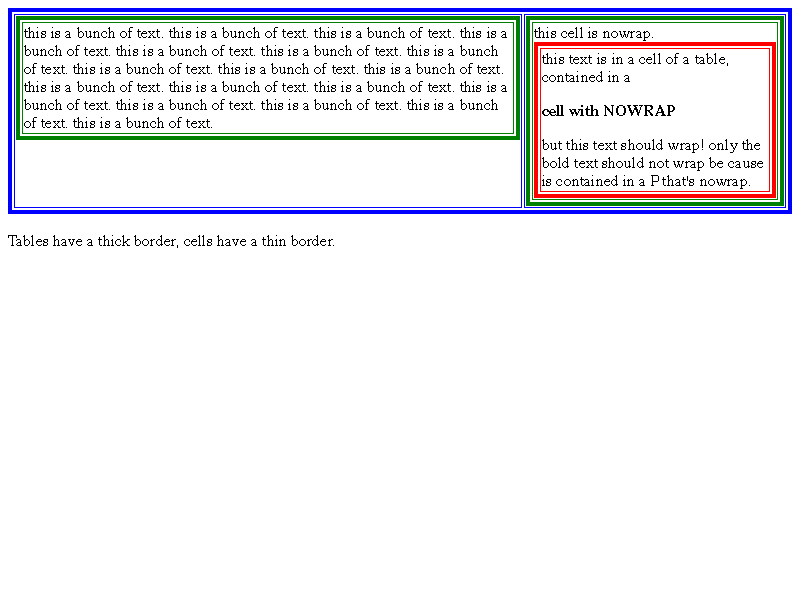 this is a bunch of text. this is a bunch of text. this is a bunch of text. this is a
bunch of text. this is a bunch of text. this is a bunch of text. this is a bunch
of text. this is a bunch of text. this is a bunch of text. this is a bunch of text.
this is a bunch of text. this is a bunch of text. this is a bunch of text. this is a
bunch of text. this is a bunch of text. this is a bunch of text. this is a bunch
of text. this is a bunch of text.
this cell is nowrap.
this text is in a cell of a table,
contained in a
cell with NOWRAP
but this text should wrap! only the
bold text should not wrap be cause
is contained in a P that's nowrap.
Tables have a thick border, cells have a thin border.